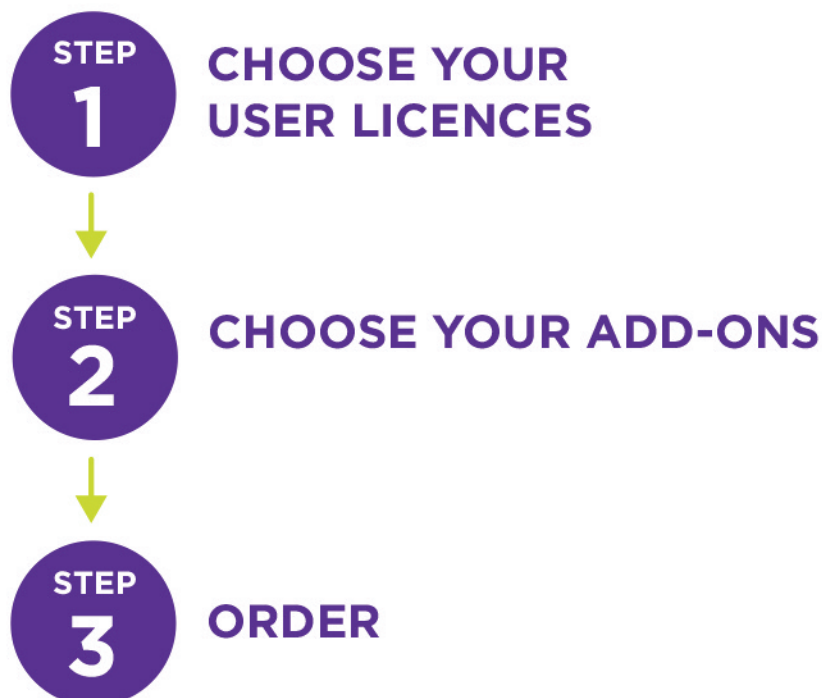 STEP
1
CHOOSE YOUR
USER LICENCES
STEP
2
CHOOSE YOUR ADD-ONS
STEP
3
ORDER